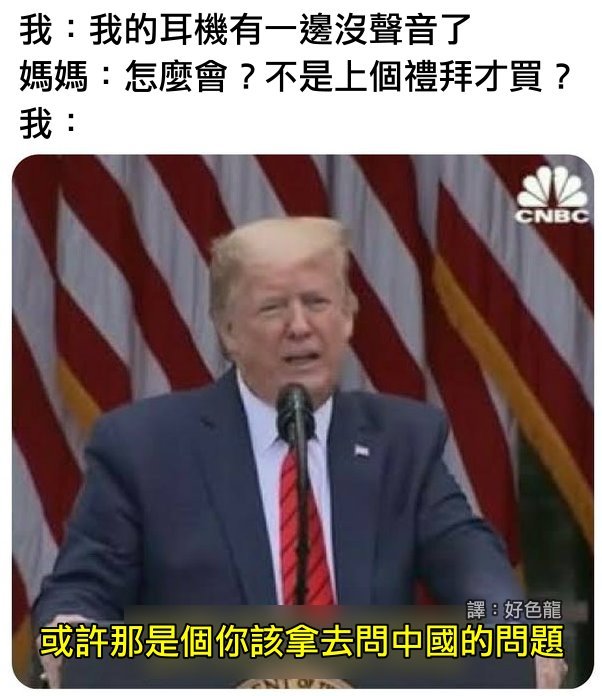 我：我的耳機有一邊沒聲音了
媽媽：怎麼會？不是上個禮拜才買？
我：
CNBC
譯：好色龍
或許那是個你該拿去問中國的問題